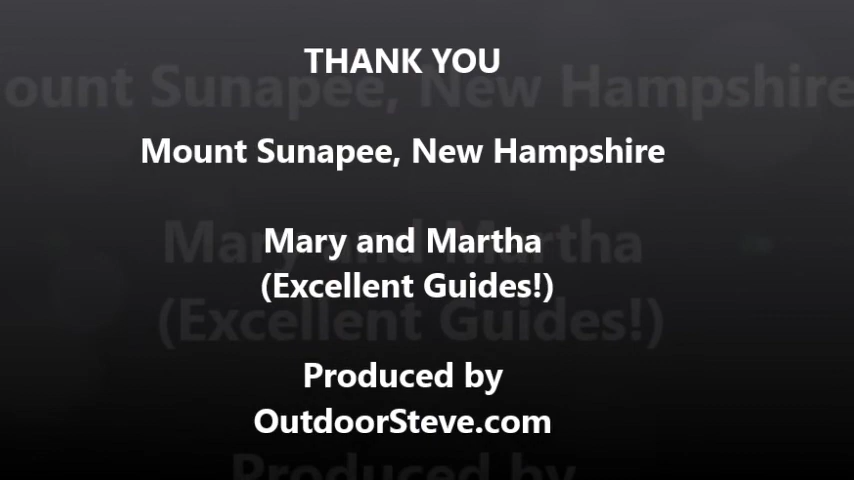 THANK YOU
Mount Sunapee, New Hampshire
Mary and Martha
(Excellent Guides!)
Produced by
OutdoorSteve.com